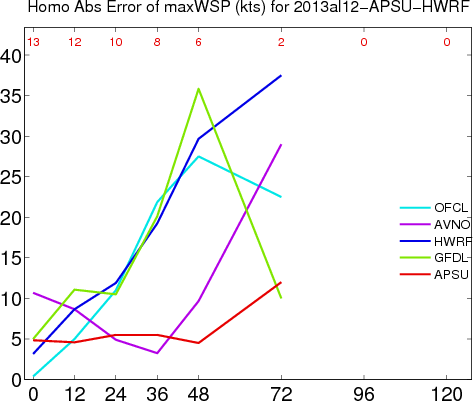 Homo Abs Error of maxWSP (kts) for 2013al12−APSU−HWRF
13 12 10 8 6 2 0 0
40
35
30
25
20
15
10
5
0
OFCL
AVNO
HWRF
GFDL
APSU
0 12 24 36 48 72 96 120